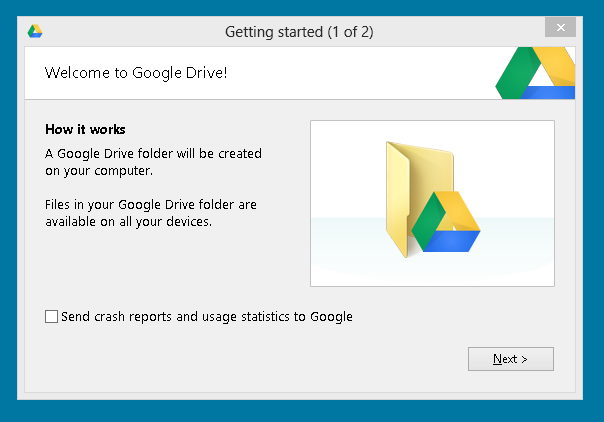 Getting started (1 of 2)
Welcome to Google Drive!
How it works
A Google Drive folder will be created
on your computer.
Files in your Google Drive folder are
available on all your devices.
Send crash reports and usage statistics to Google
Next >